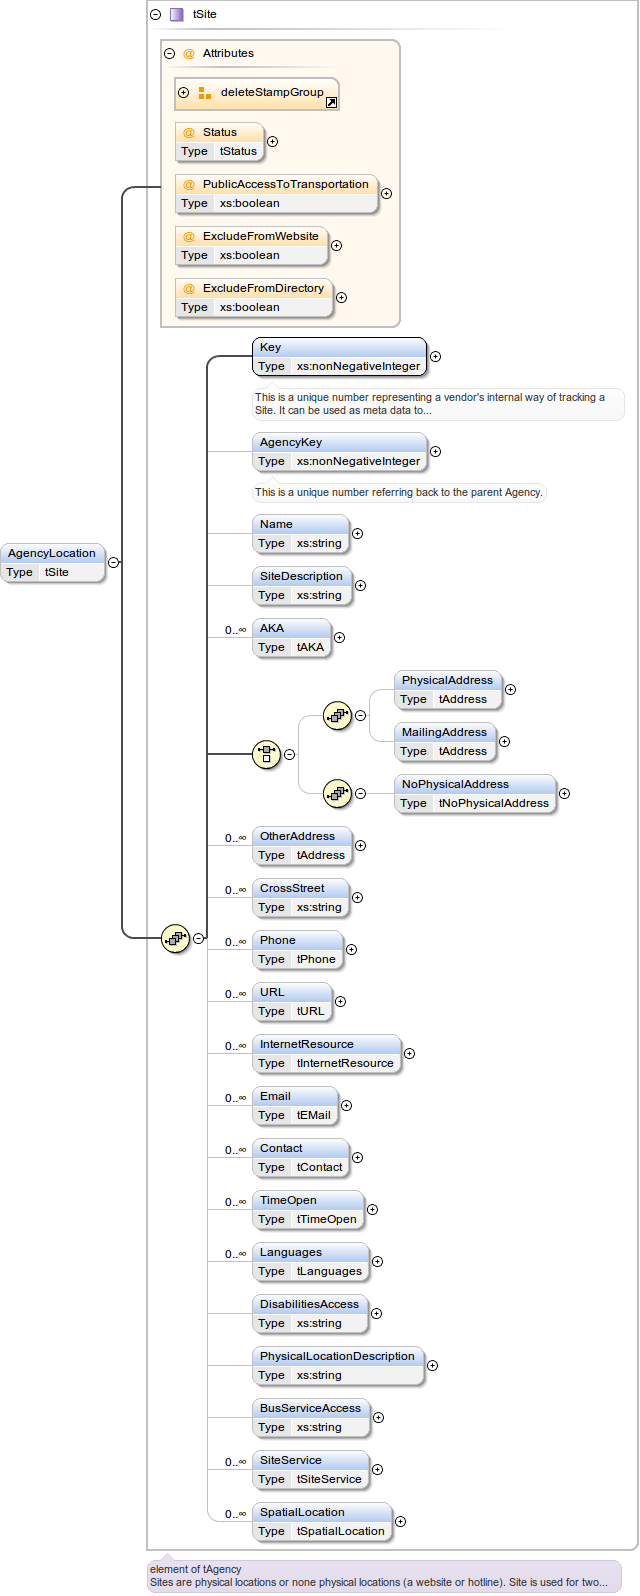 tSite
@ Attributes
deleteStampGroup
@ Status
Type tStatus
@ PublicAccessToTransportation
Type xs:boolean
@ ExcludeFromWebsite
Type xs:boolean
@ ExcludeFromDirectory
Type xs:boolean
Key
Type xs:nonNegativeInteger
This is a unique number representing a vendor's internal way of tracking a
Site. It can be used as meta data to...
AgencyKey
Type xs:nonNegativeInteger
This is a unique number referring back to the parent Agency.
Name
Type xs:string
AgencyLocation
Type tSite
SiteDescription
Type xs:string
0..∞ AKA
Type tAKA
PhysicalAddress
Type tAddress
MailingAddress
Type tAddress
NoPhysicalAddress
Type tNoPhysicalAddress
0..∞ OtherAddress
Type tAddress
0..∞ CrossStreet
Type xs:string
0..∞ Phone
Type tPhone
0..∞ URL
Type tURL
0..∞ InternetResource
Type tInternetResource
0..∞ Email
Type tEMail
0..∞ Contact
Type tContact
0..∞ TimeOpen
Type tTimeOpen
0..∞ Languages
Type tLanguages
DisabilitiesAccess
Type xs:string
PhysicalLocationDescription
Type xs:string
BusServiceAccess
Type xs:string
0..∞ SiteService
Type tSiteService
0..∞ SpatialLocation
Type tSpatialLocation
element of tAgency
Sites are physical locations or none physical locations (a website or hotline). Site is used for two...